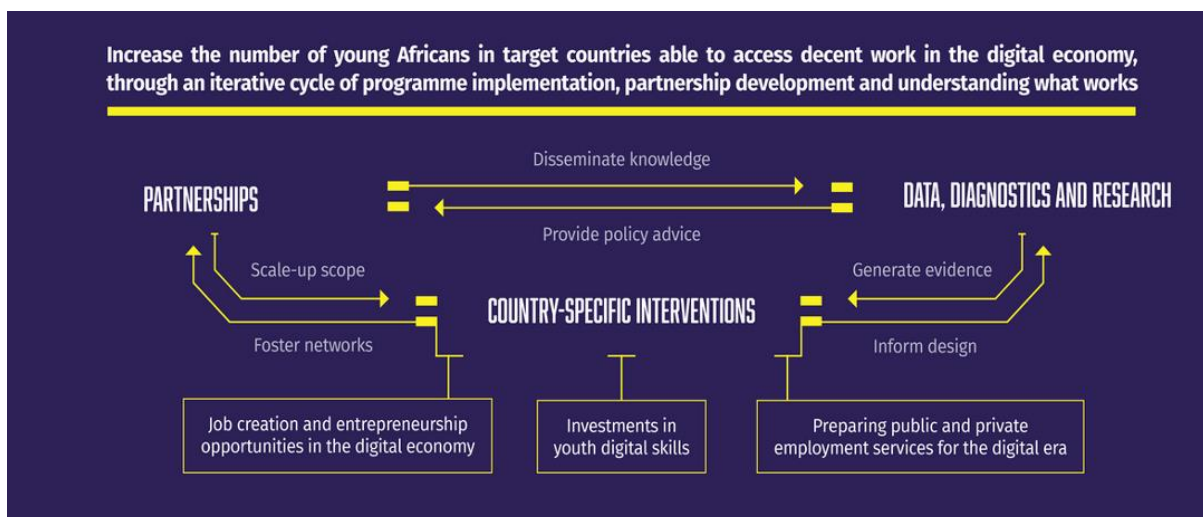 Increase the number of young Africans in target countries able to access decent work in the digital economy,
through an iterative cycle of programme implementation, partnership development and understanding what works
Disseminate knowledge
PARTNERSHIPS
DATA, DIAGNOSTICS AND RESEARCH
Provide policy advice
Scale-up scope
Generate evidence
COUNTRY-SPECIFIC INTERVENTIONS
Foster networks
Inform design
Job creation and entrepreneurship
opportunities in the digital economy
Investments in
youth digital skills
Preparing public and private
employment services for the digital era